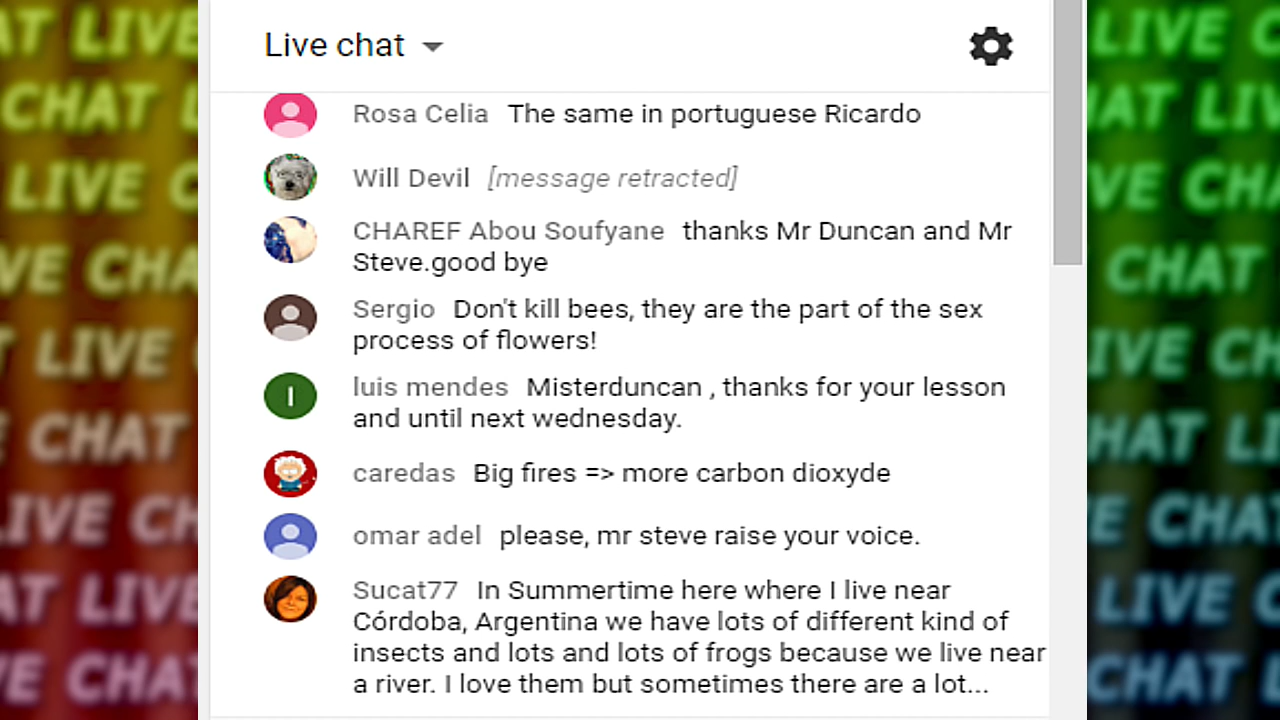 Live chat
Rosa Celia The same in portuguese Ricardo
Will Devil [message retracted]
CHAREF Abou Soufyane thanks Mr Duncan and Mr
Steve.good bye
Sergio Don't kill bees, they are the part of the sex
process of flowers!
I
luis mendes Misterduncan , thanks for your lesson
and until next wednesday.
caredas Big fires => more carbon dioxyde
omar adel please, mr steve raise your voice.
Sucat77 In Summertime here where I live near
Córdoba, Argentina we have lots of different kind of
insects and lots and lots of frogs because we live near
a river. I love them but sometimes there are a lot...
LIVE
CHAT
LIVE
CHAT
LIVE
CHAT
LIVE
LIVE
CHAT
LIVE
CHAT
CHAT
LIVE
CHAT